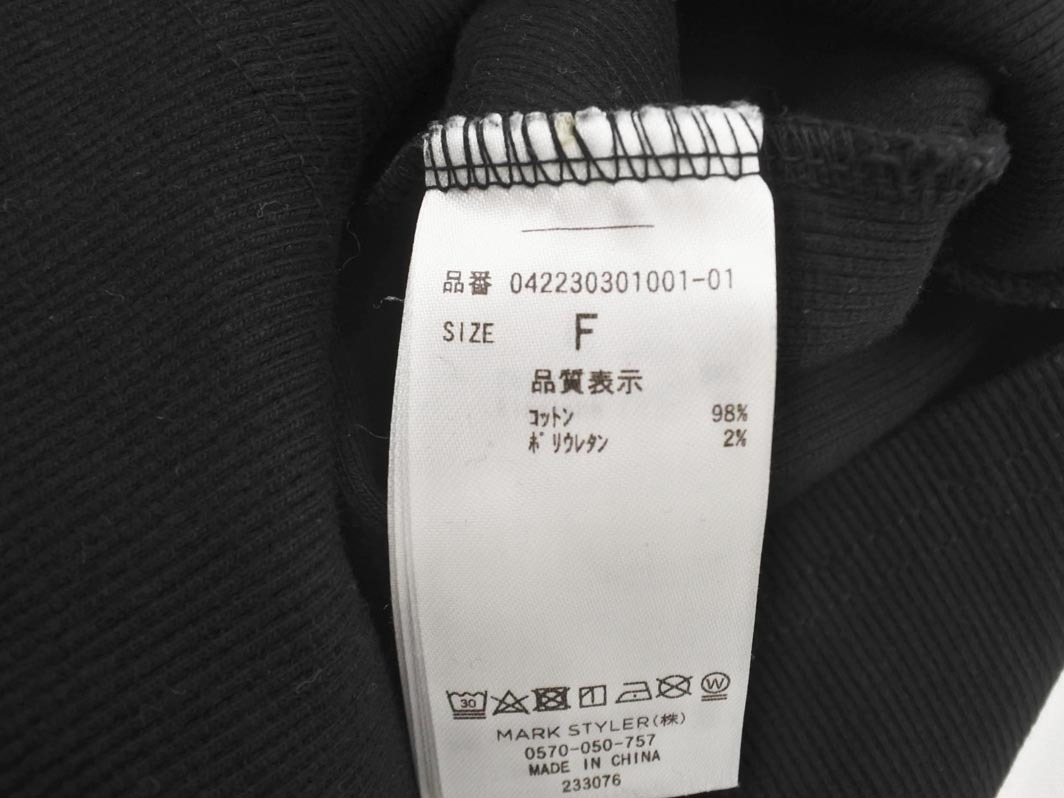 品番 042230301001-01
SIZE F
品質表示
コットン 98%
ポリウレタン 2%
30 W
MARK STYLER(株)
0570-050-757
MADE IN CHINA
233076